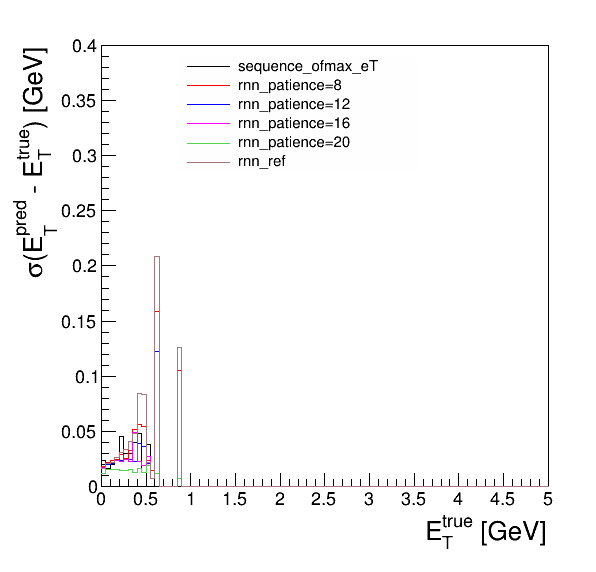 σ(E_T^pred - E_T^true) [GeV]
0.4
0.35
0.3
0.25
0.2
0.15
0.1
0.05
0
sequence_ofmax_eT
rnn_patience=8
rnn_patience=12
rnn_patience=16
rnn_patience=20
rnn_ref
0 0.5 1 1.5 2 2.5 3 3.5 4 4.5 5
E_T^true [GeV]